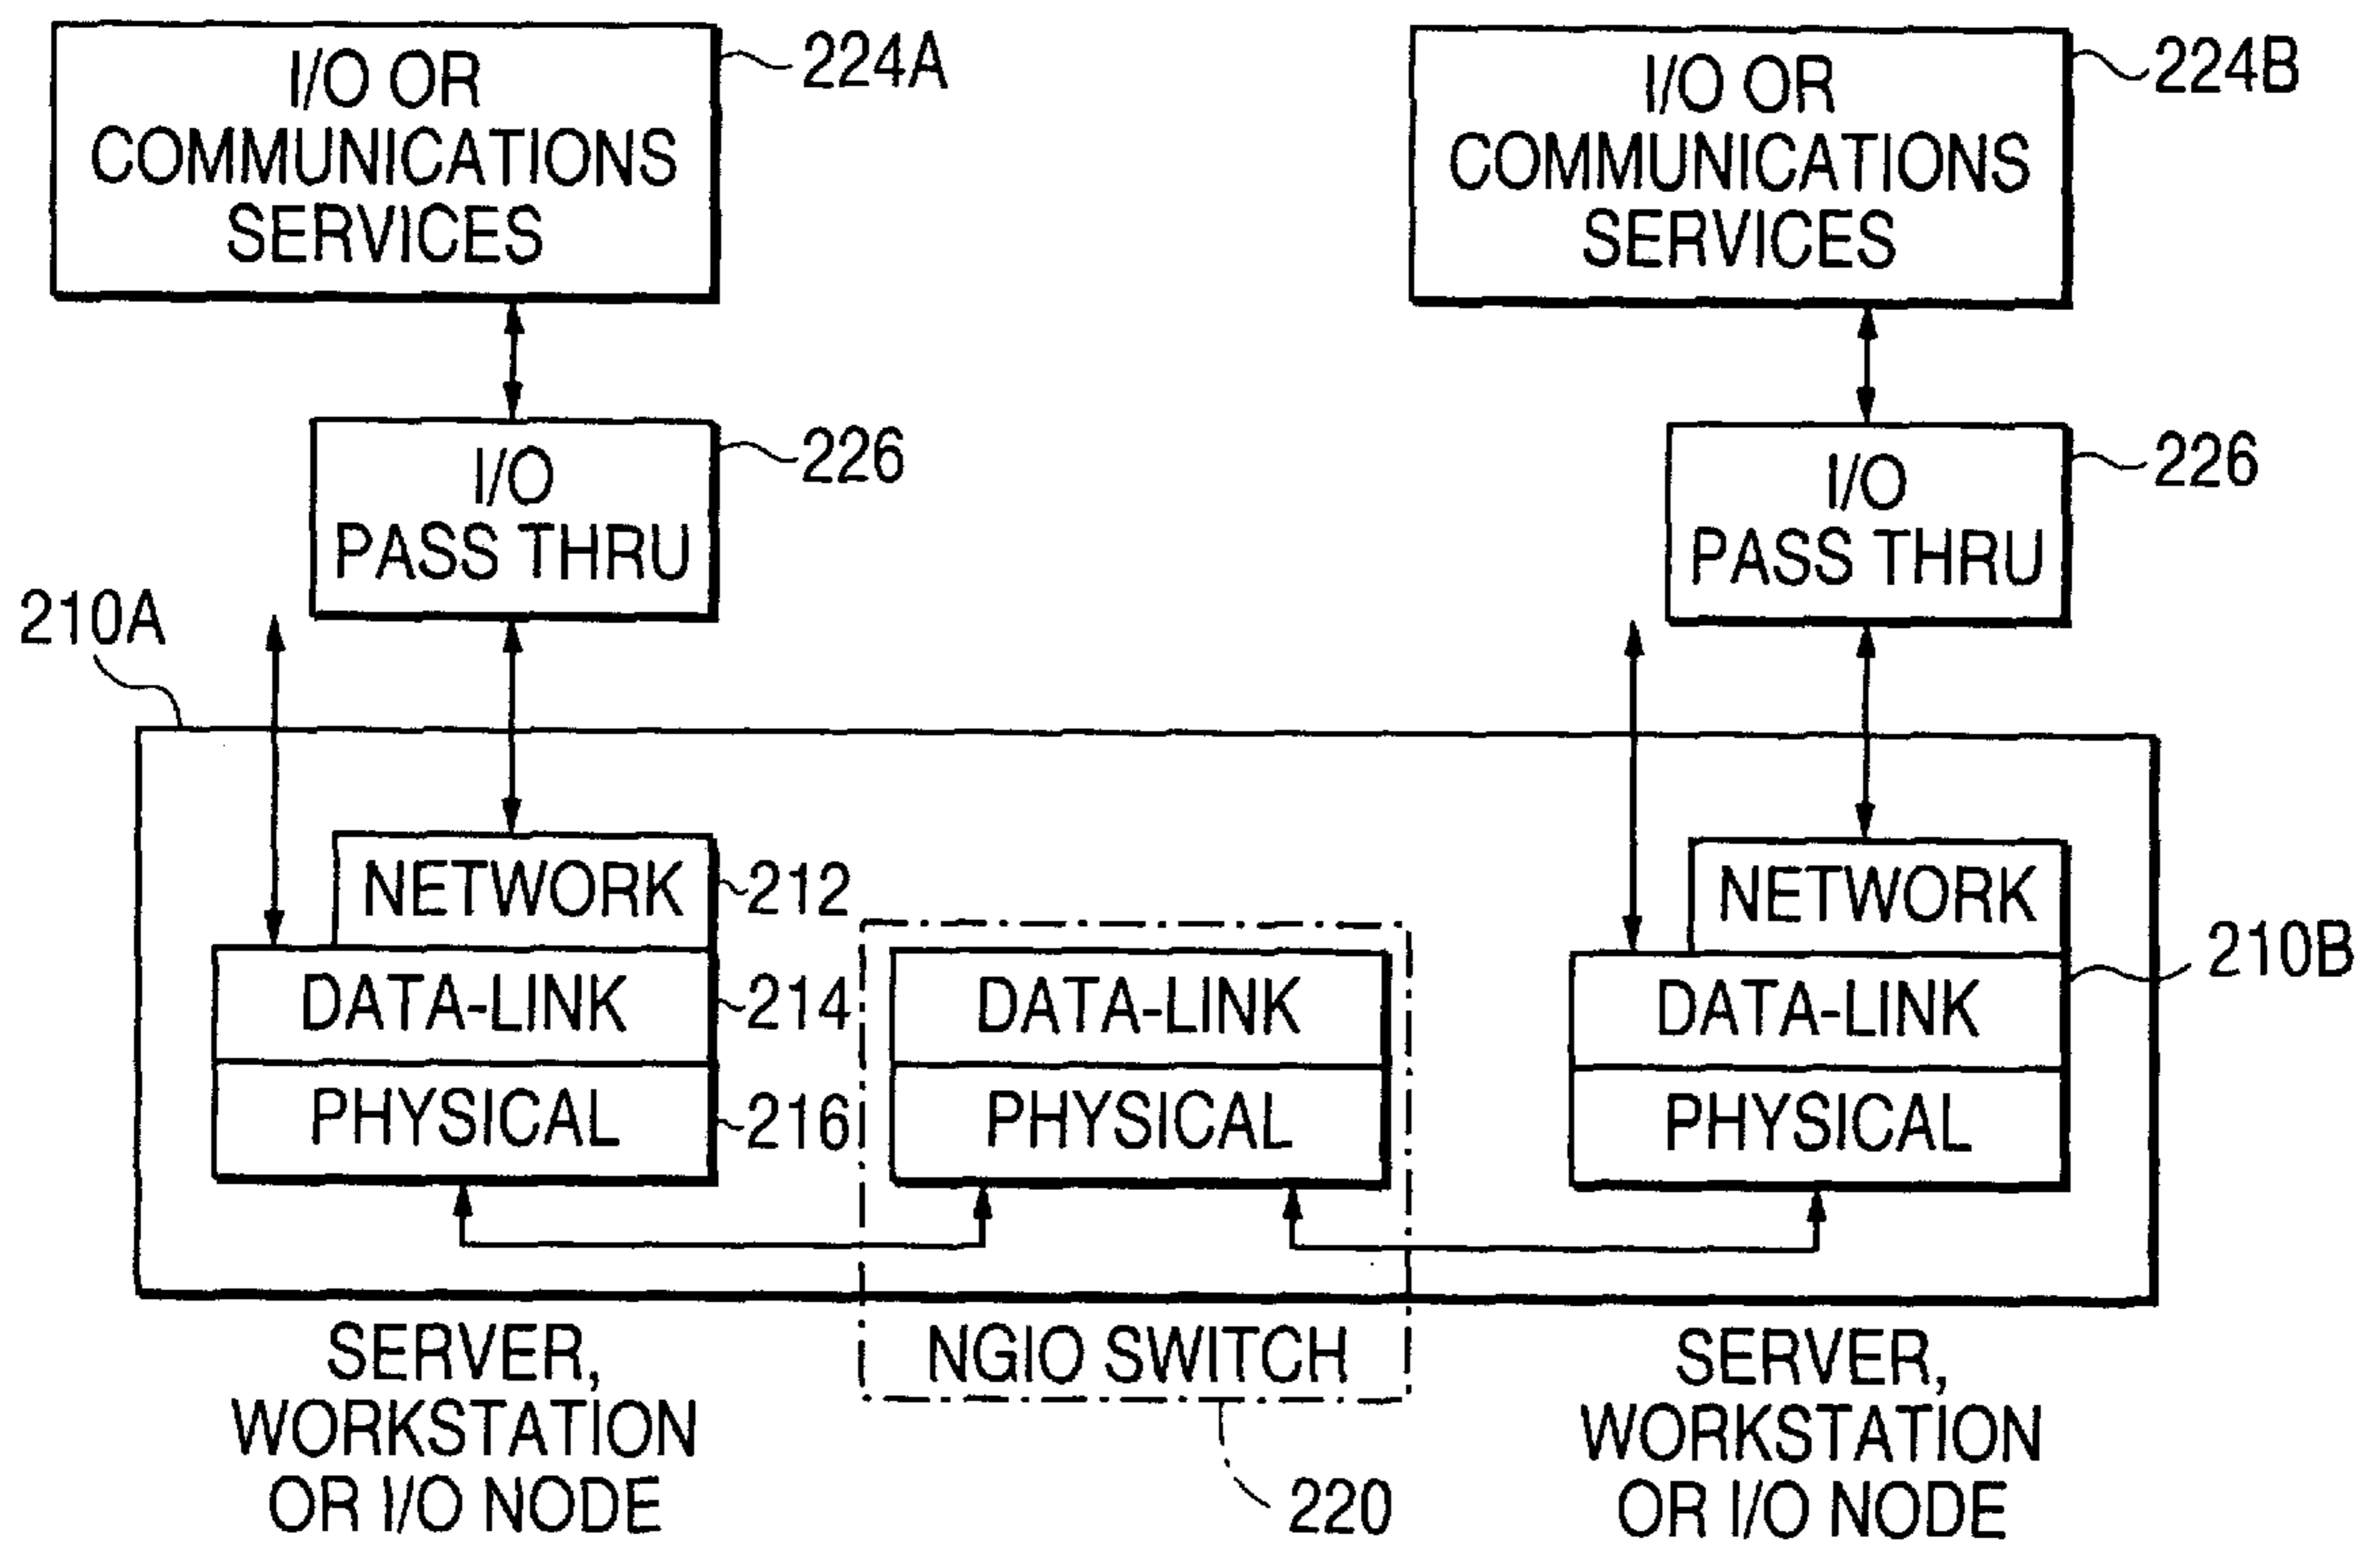 I/O OR
COMMUNICATIONS
SERVICES
224A
I/O OR
COMMUNICATIONS
SERVICES
224B
I/O
PASS THRU
226
I/O
PASS THRU
226
210A
NETWORK
212
DATA-LINK
214
PHYSICAL
216
DATA-LINK
PHYSICAL
NETWORK
DATA-LINK
PHYSICAL
210B
SERVER,
WORKSTATION
OR I/O NODE
NGIO SWITCH
220
SERVER,
WORKSTATION
OR I/O NODE